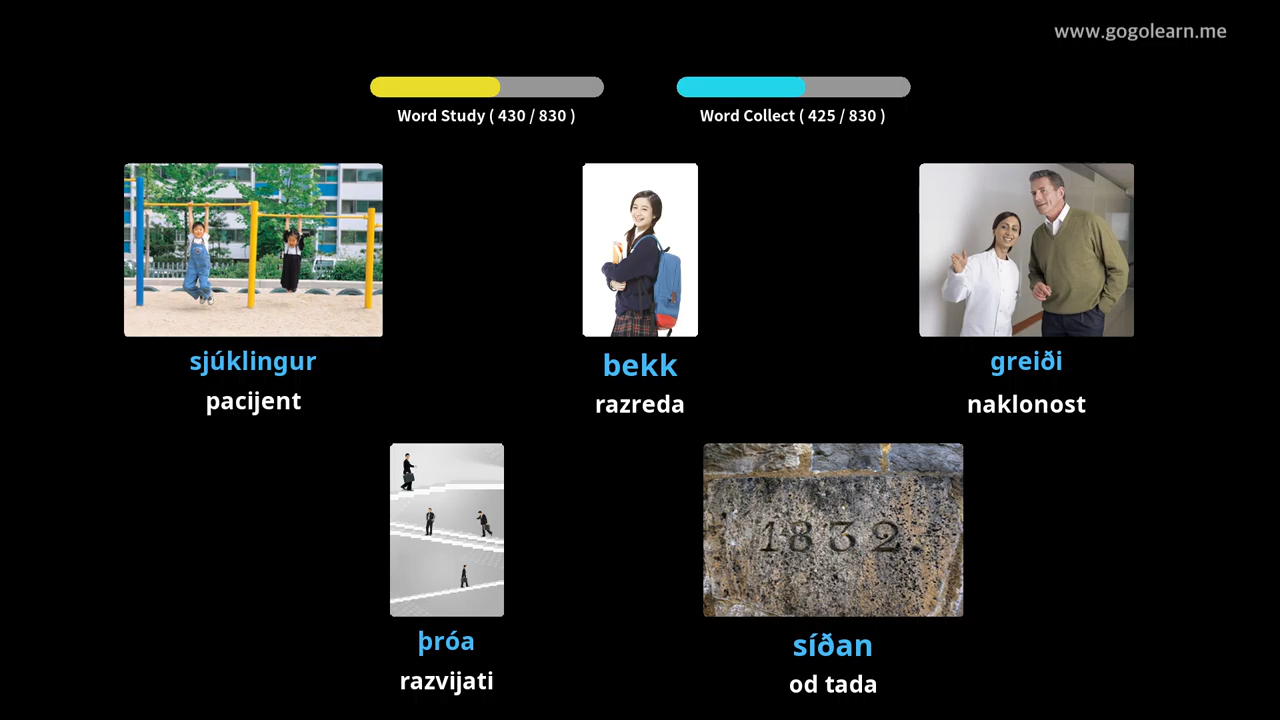 www.gogolearn.me
Word Study ( 430 / 830 )
Word Collect ( 425 / 830 )
sjúklingur
pacijent
bekk
razreda
greiði
naklonost
1832.
þróa
razvijati
síðan
od tada